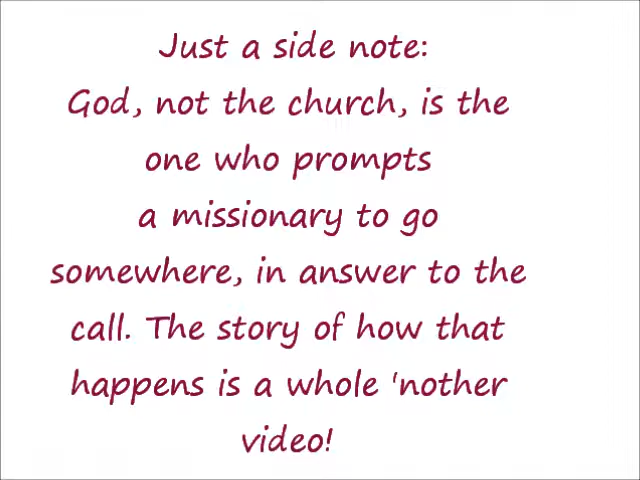 Just a side note:
God, not the church, is the
one who prompts
a missionary to go
somewhere, in answer to the
call. The story of how that
happens is a whole 'nother
video!